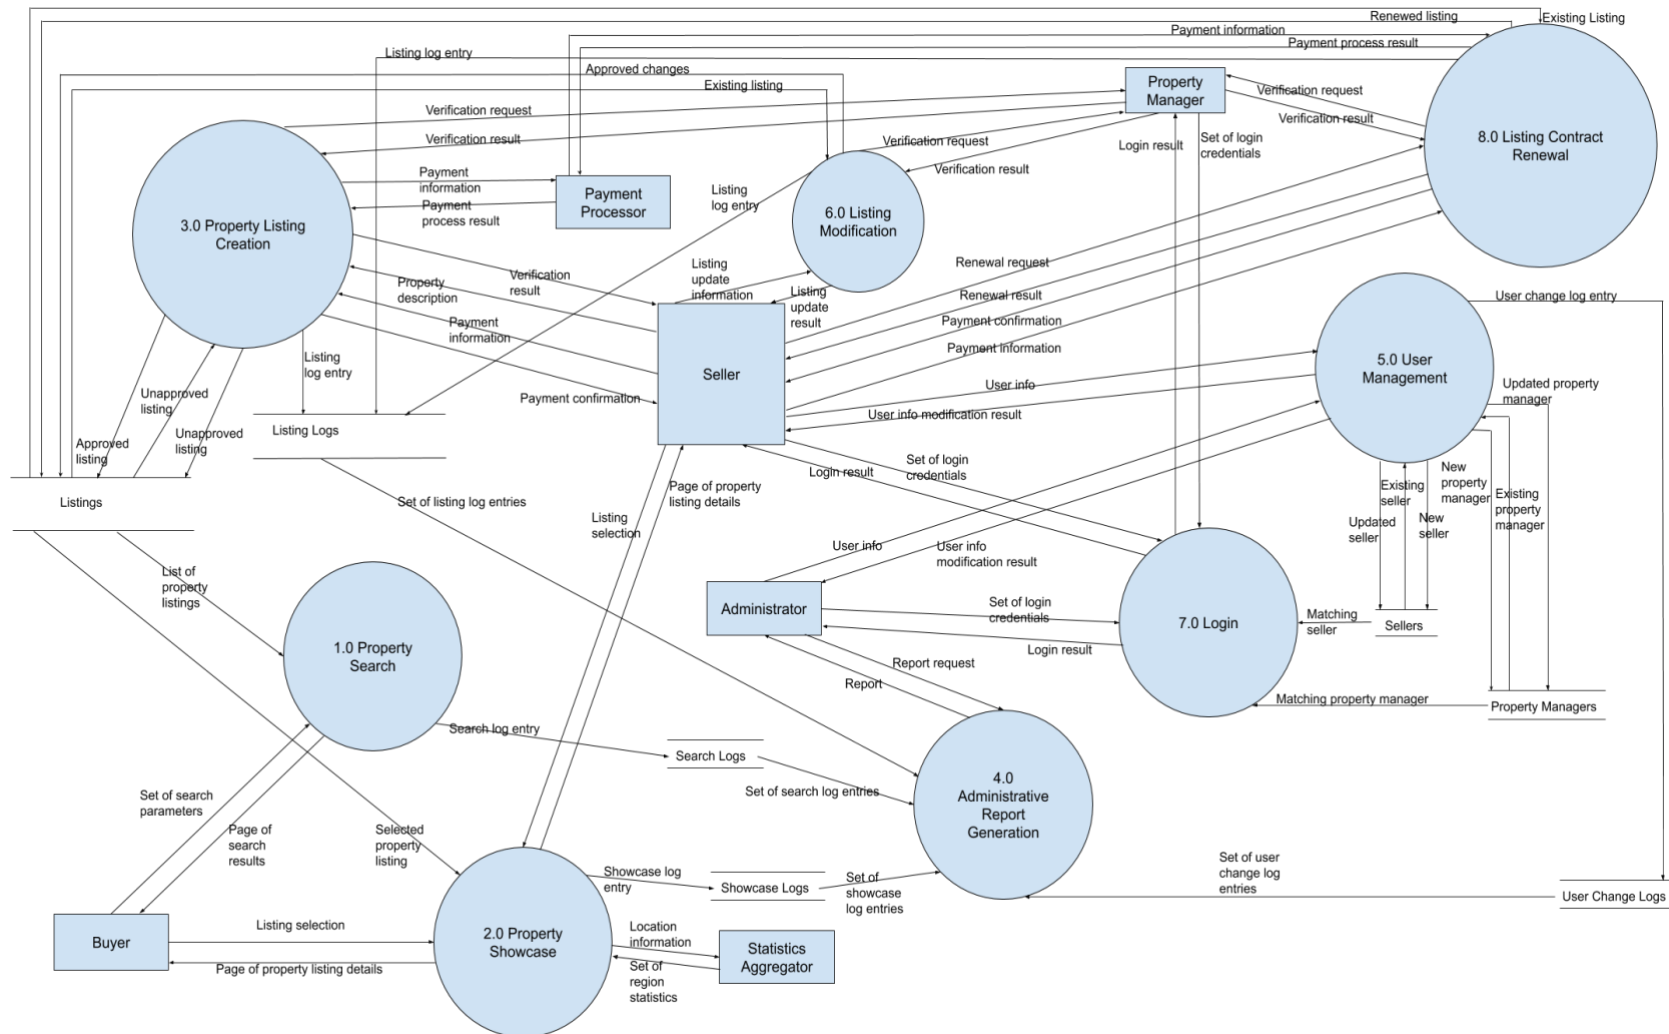 Renewed listing
Existing Listing
Payment information
Payment process result
Listing log entry
Approved changes
Existing listing
Property
Manager
Verification request
Verification result
Verification request
Verification result
Verification request
Verification result
Login result
Set of login
credentials
8.0 Listing Contract
Renewal
Payment
information
Payment
process result
Payment
Processor
Listing
log entry
6.0 Listing
Modification
3.0 Property Listing
Creation
Property
description
Verification
result
Listing
update
information
Listing
update
result
Renewal request
Renewal result
Payment confirmation
Payment information
User change log entry
Payment
information
Listing
log entry
Seller
5.0 User
Management
Updated property
manager
User info
User info modification result
Payment confirmation
Unapproved
listing
Unapproved
listing
Approved
listing
Listing Logs
Login result
Set of login
credentials
Existing
seller
New
property
manager
Existing
property
manager
Updated
seller
New
seller
Listings
Set of listing log entries
Page of property
listing details
Listing
selection
User info
User info
modification result
List of
property
listings
Administrator
Set of login
credentials
Login result
7.0 Login
Matching
seller
Sellers
1.0 Property
Search
Report request
Report
Matching property manager
Property Managers
Search log entry
Search Logs
Set of search log entries
4.0
Administrative
Report
Generation
Set of search
parameters
Page of
search
results
Selected
property
listing
Showcase log
entry
Showcase Logs
Set of
showcase
log entries
Set of user
change log
entries
User Change Logs
Buyer
Listing selection
Page of property listing details
2.0 Property
Showcase
Location
information
Set of
region
statistics
Statistics
Aggregator